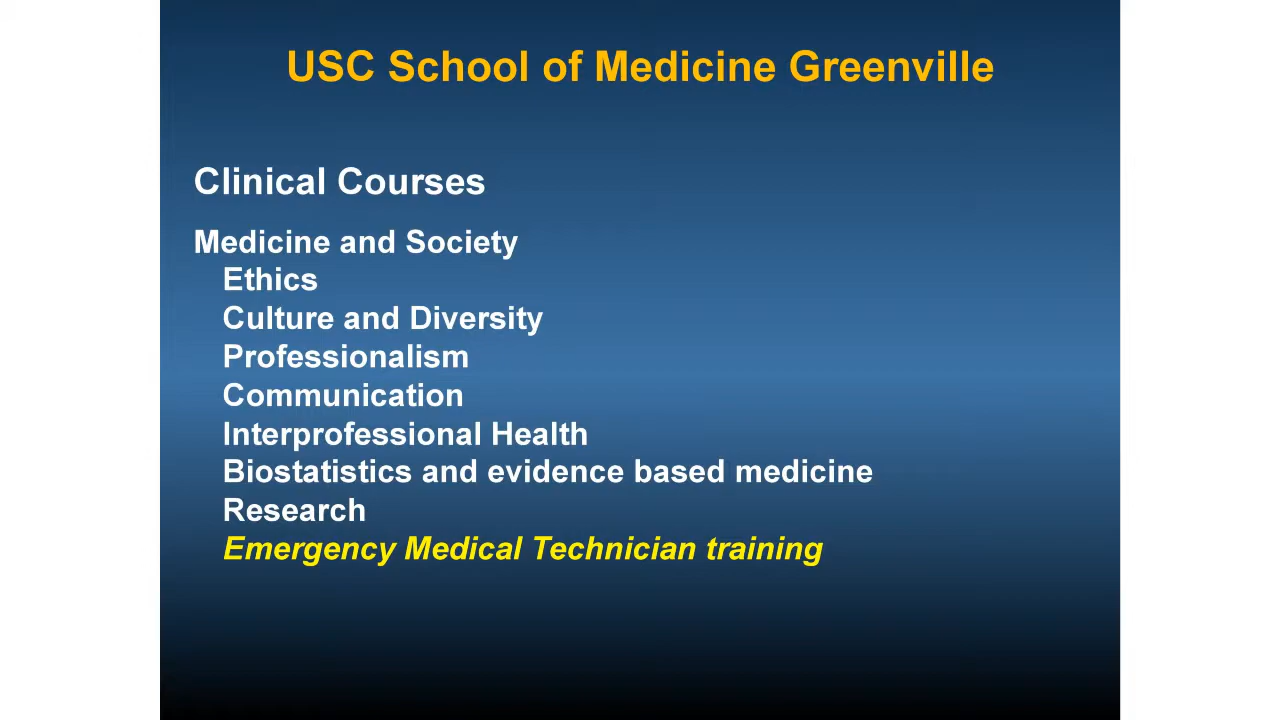 USC School of Medicine Greenville
Clinical Courses
Medicine and Society
Ethics
Culture and Diversity
Professionalism
Communication
Interprofessional Health
Biostatistics and evidence based medicine
Research
Emergency Medical Technician training